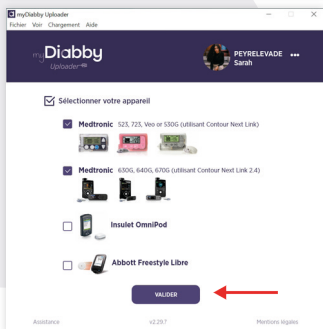 myDiabby Uploader
Fichier Voir Chargement Aide
myDiabby
Uploader
PEYRELEVADE
Sarah
Sélectionner votre appareil
Medtronic 523, 723, Veo or 530G (utilisant Contour Next Link)
Medtronic 630G, 640G, 670G (utilisant Contour Next Link 2.4)
Insulet OmniPod
Abbott Freestyle Libre
VALIDER
Assistance v2.29.7 Mentions légales